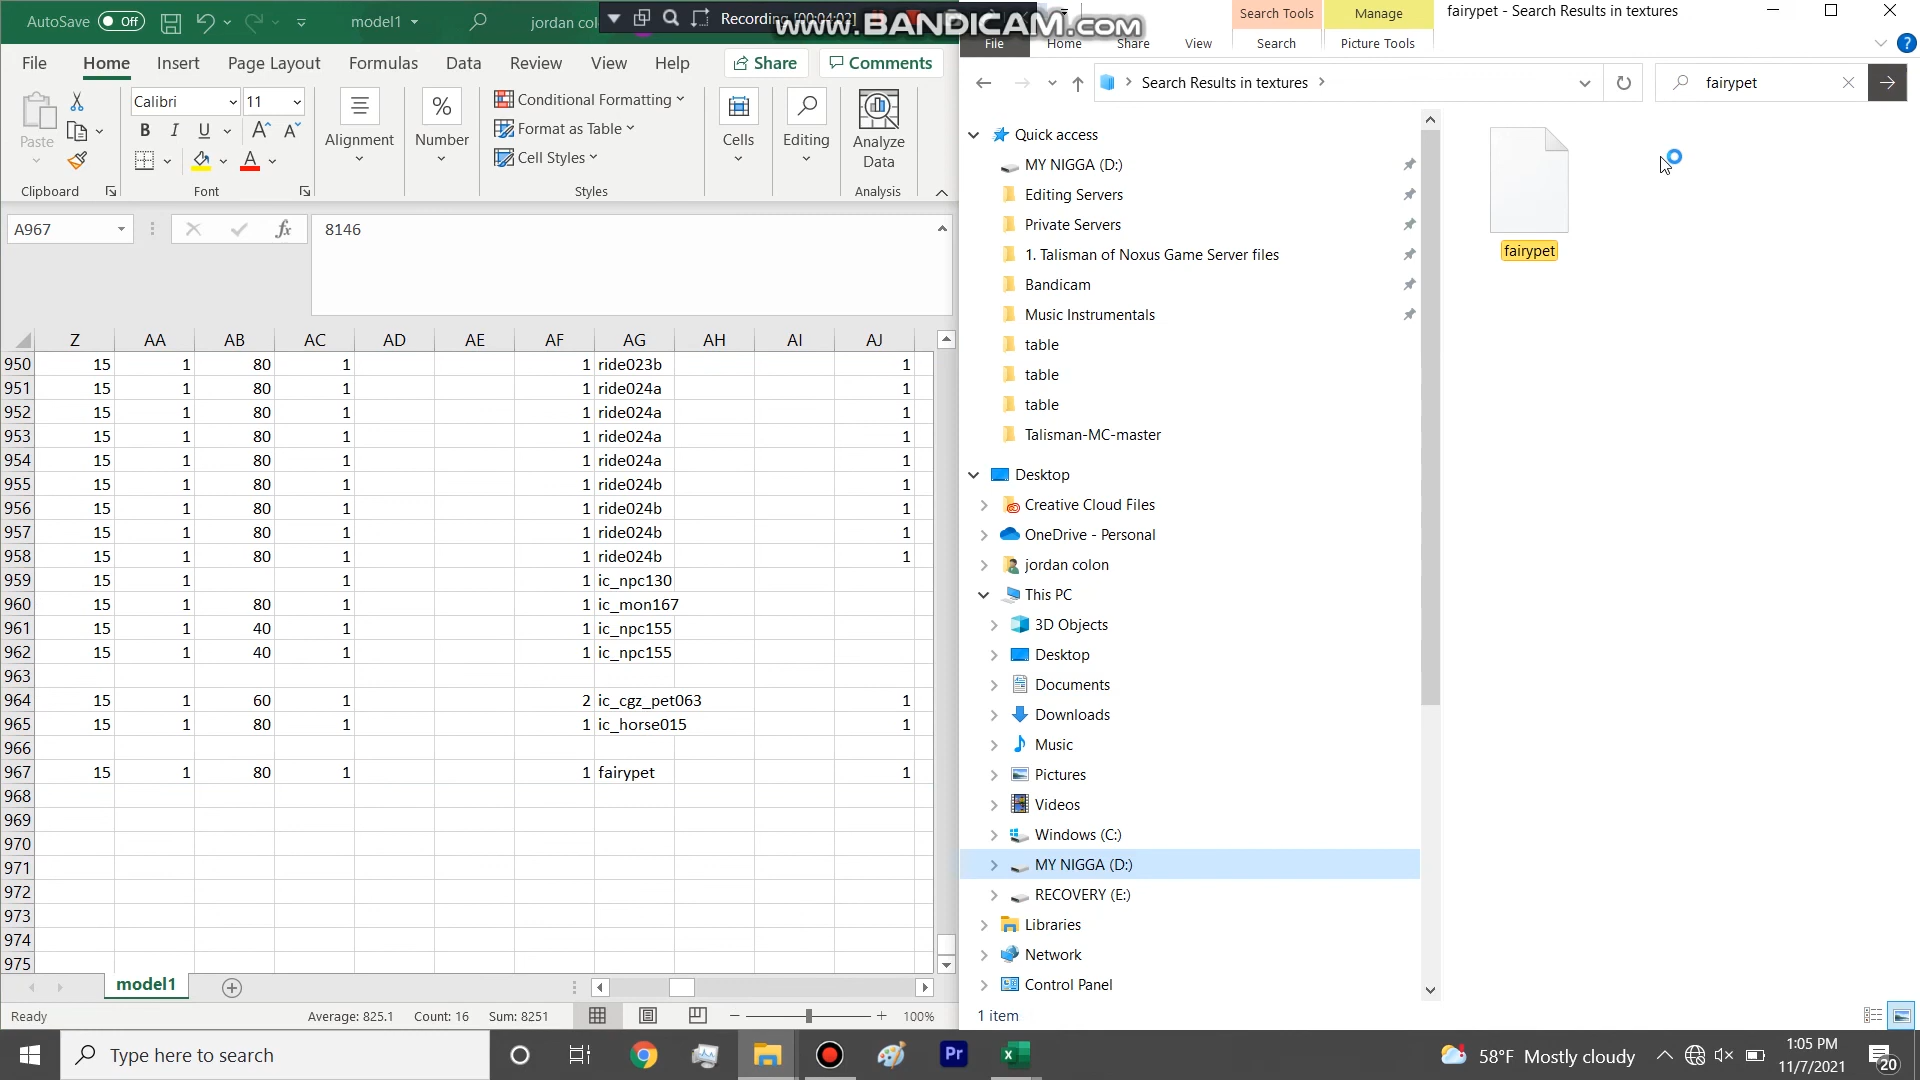 AutoSave Off model1 jordan col Recording [00:04:02]
www.BANDICAM.com
Search Tools Manage fairypet - Search Results in textures
File Home Share View Search Picture Tools
File Home Insert Page Layout Formulas Data Review View Help Share Comments
Search Results in textures fairypet
Paste Calibri 11 B I U A A A
Alignment % Number
Conditional Formatting
Format as Table
Cell Styles
Cells Editing Analyze Data
Clipboard Font Styles Analysis
A967 fx 8146
Z AA AB AC AD AE AF AG AH AI AJ
950 15 1 80 1 1 ride023b 1
951 15 1 80 1 1 ride024a 1
952 15 1 80 1 1 ride024a 1
953 15 1 80 1 1 ride024a 1
954 15 1 80 1 1 ride024a 1
955 15 1 80 1 1 ride024b 1
956 15 1 80 1 1 ride024b 1
957 15 1 80 1 1 ride024b 1
958 15 1 80 1 1 ride024b 1
959 15 1 1 1 ic_npc130
960 15 1 80 1 1 ic_mon167
961 15 1 40 1 1 ic_npc155
962 15 1 40 1 1 ic_npc155
963
964 15 1 60 1 2 ic_cgz_pet063 1
965 15 1 80 1 1 ic_horse015 1
966
967 15 1 80 1 1 fairypet 1
968
969
970
971
972
973
974
975
model1
Ready Average: 825.1 Count: 16 Sum: 8251 100%
Quick access
MY NIGGA (D:)
Editing Servers
Private Servers
1. Talisman of Noxus Game Server files
Bandicam
Music Instrumentals
table
table
table
Talisman-MC-master
Desktop
Creative Cloud Files
OneDrive - Personal
jordan colon
This PC
3D Objects
Desktop
Documents
Downloads
Music
Pictures
Videos
Windows (C:)
MY NIGGA (D:)
RECOVERY (E:)
Libraries
Network
Control Panel
1 item
fairypet
Type here to search
Pr
58°F Mostly cloudy
1:05 PM
11/7/2021
20